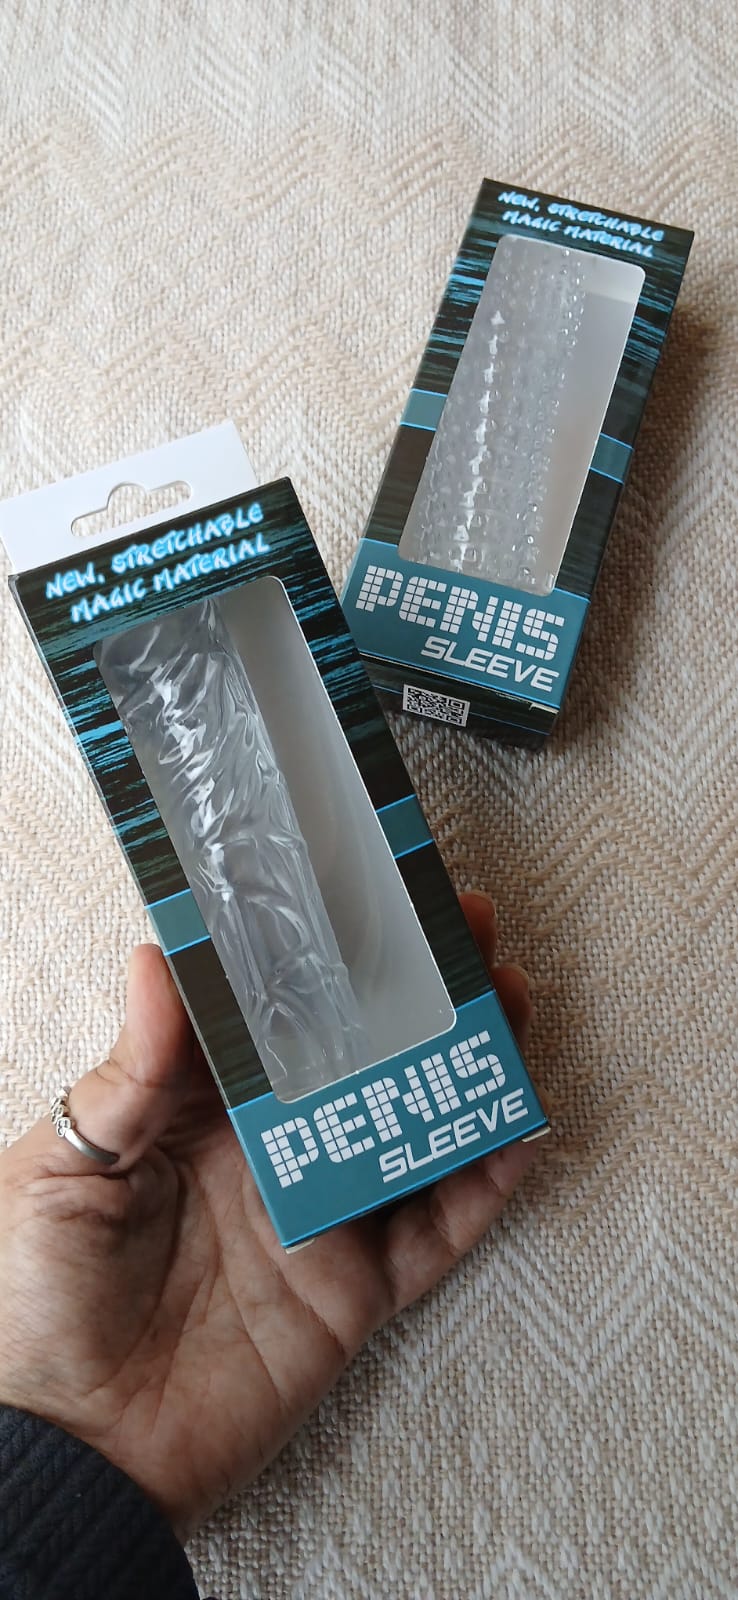 NEW, STRETCHABLE
MAGIC MATERIAL
PENIS
SLEEVE
NEW, STRETCHABLE
MAGIC MATERIAL
PENIS
SLEEVE